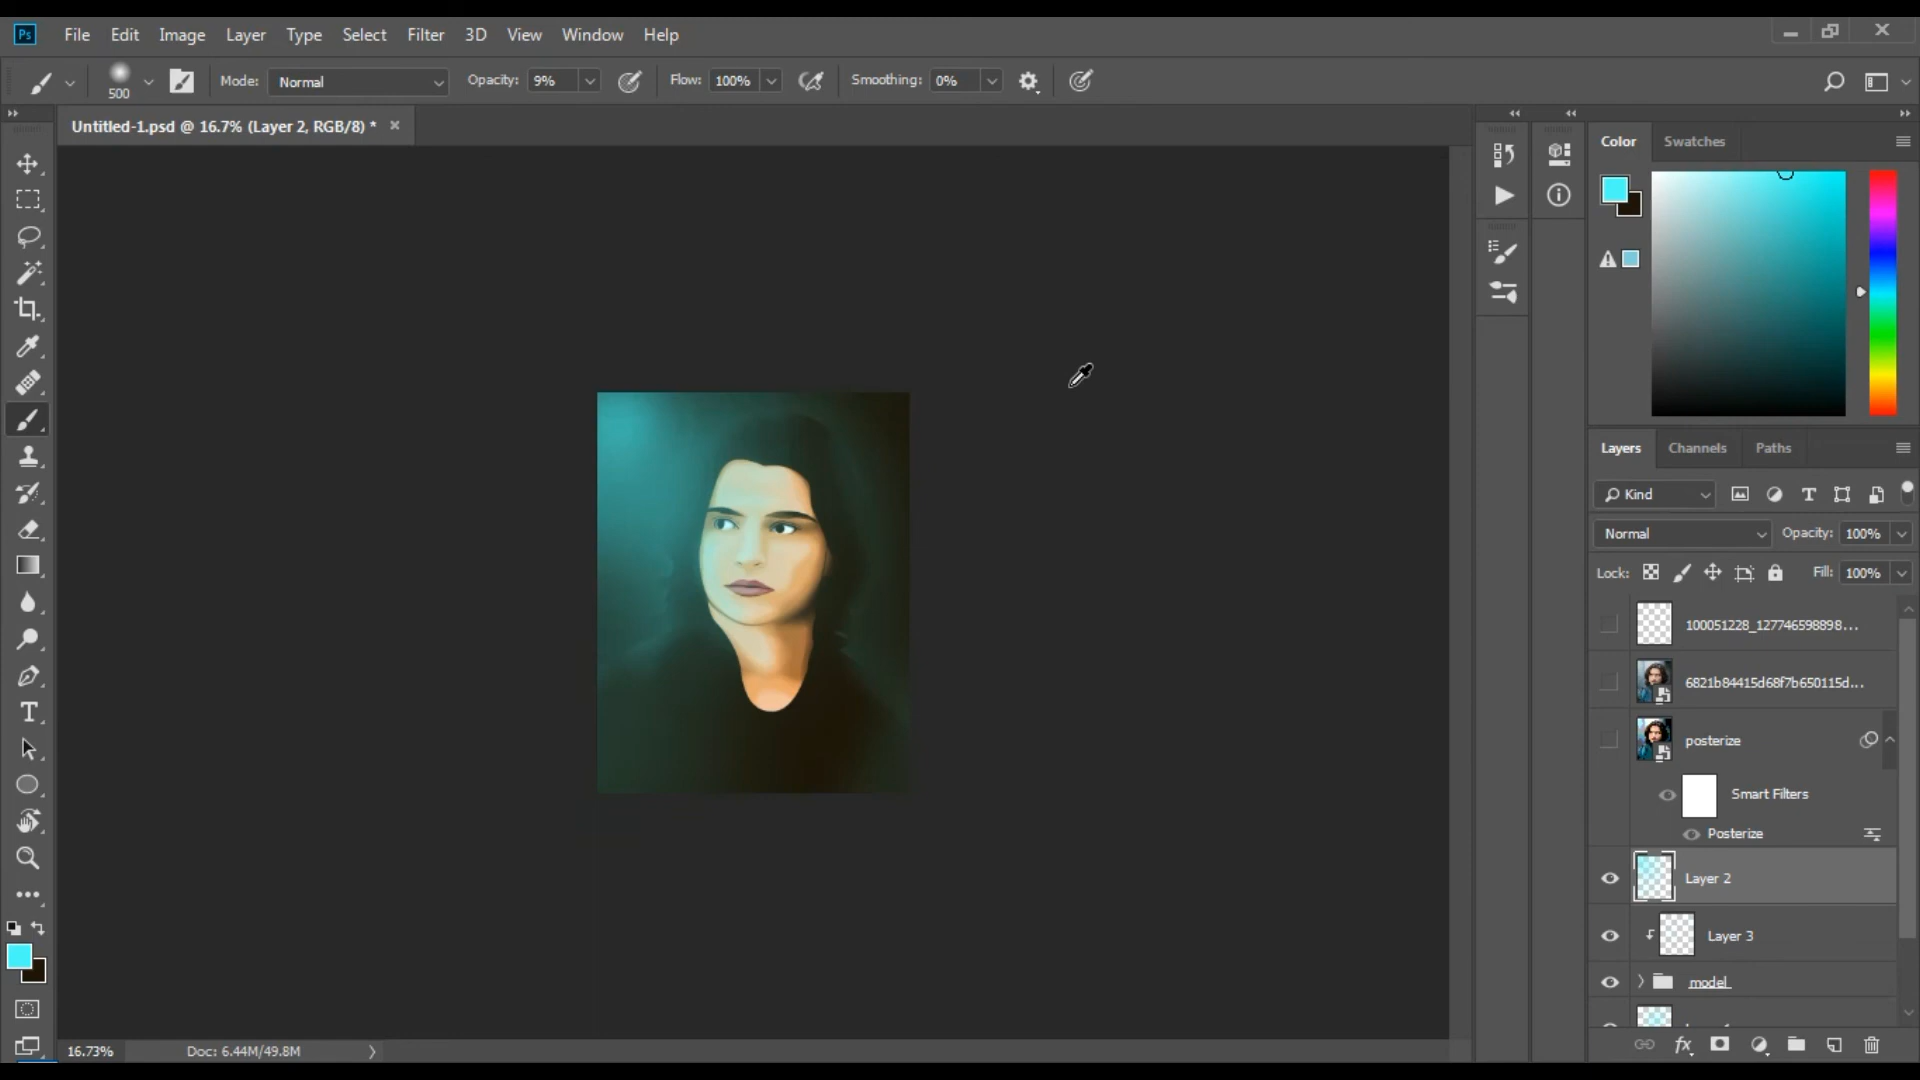 Ps File Edit Image Layer Type Select Filter 3D View Window Help
500 Mode: Normal Opacity: 9% Flow: 100% Smoothing: 0%
Untitled-1.psd @ 16.7% (Layer 2, RGB/8) *
Color Swatches
Layers Channels Paths
Kind
Normal Opacity: 100%
Lock: Fill: 100%
100051228_127746598898...
6821b84415d68f7b650115d...
posterize
Smart Filters
Posterize
Layer 2
Layer 3
model
16.73% Doc: 6.44M/49.8M